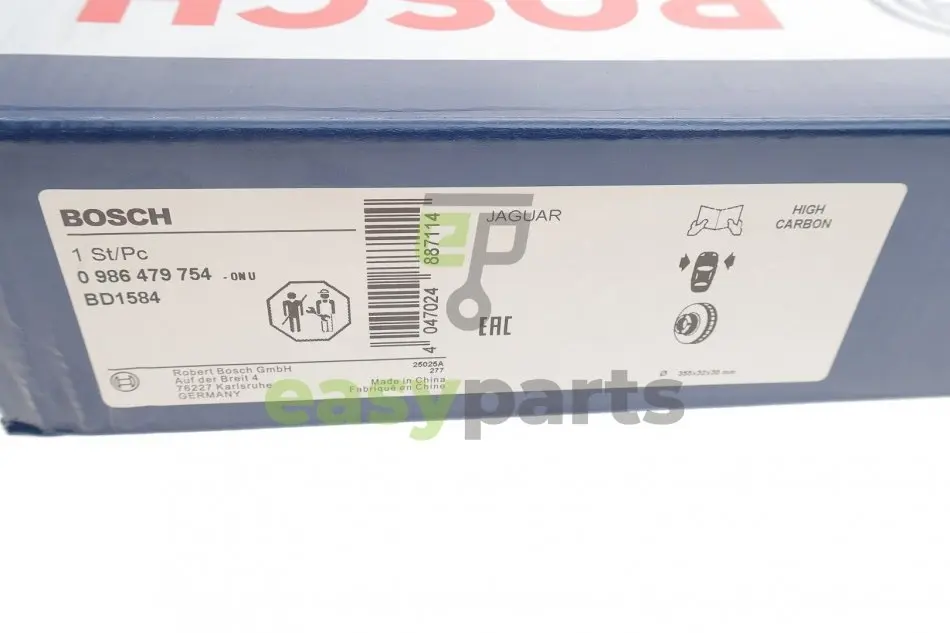 BOSCH
BOSCH
1 St/Pc
0 986 479 754 - 0NU
BD1584
Robert Bosch GmbH
Auf der Breit 4
76227 Karlsruhe
GERMANY
4 047024 887114
25025A
277
Made in China
Fabriqué en Chine
JAGUAR
EAC
HIGH
CARBON
ep
easyparts